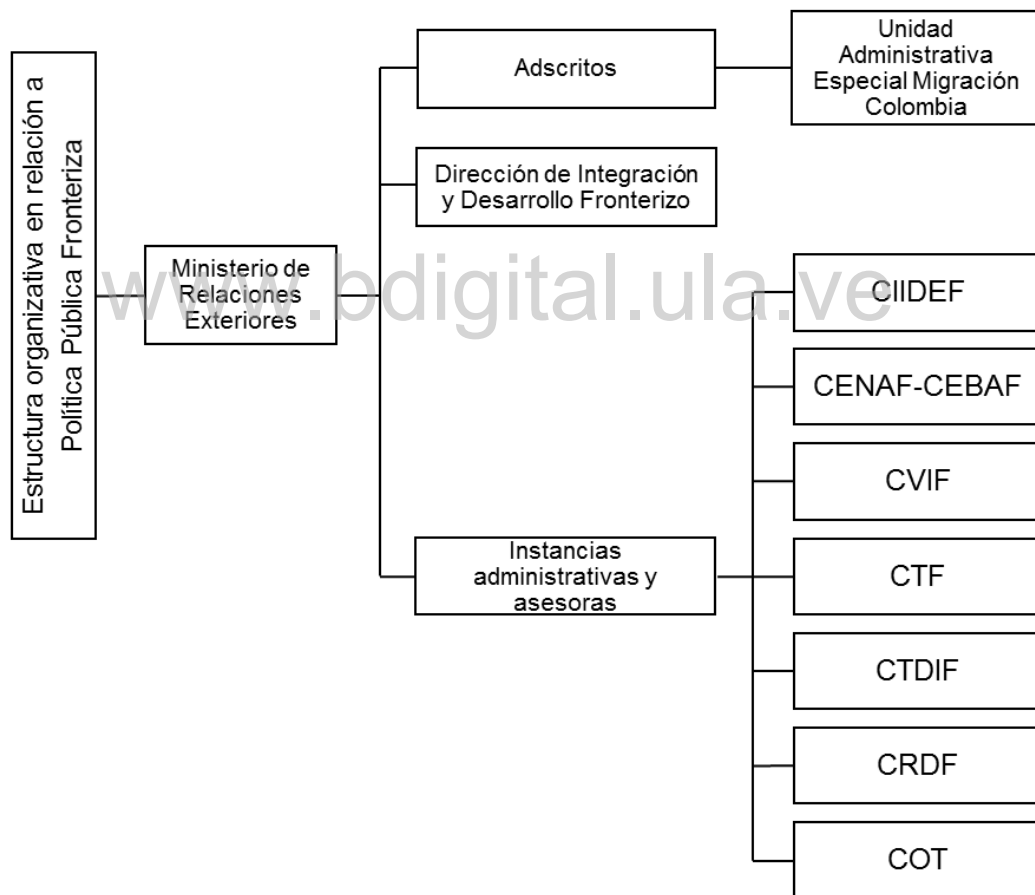 Estructura organizativa en relación a
Política Pública Fronteriza
Ministerio de
Relaciones
Exteriores
Adscritos
Unidad
Administrativa
Especial Migración
Colombia
Dirección de Integración
y Desarrollo Fronterizo
Instancias
administrativas y
asesoras
CIIDEF
CENAF-CEBAF
CVIF
CTF
CTDIF
CRDF
COT
www.bdigital.ula.ve